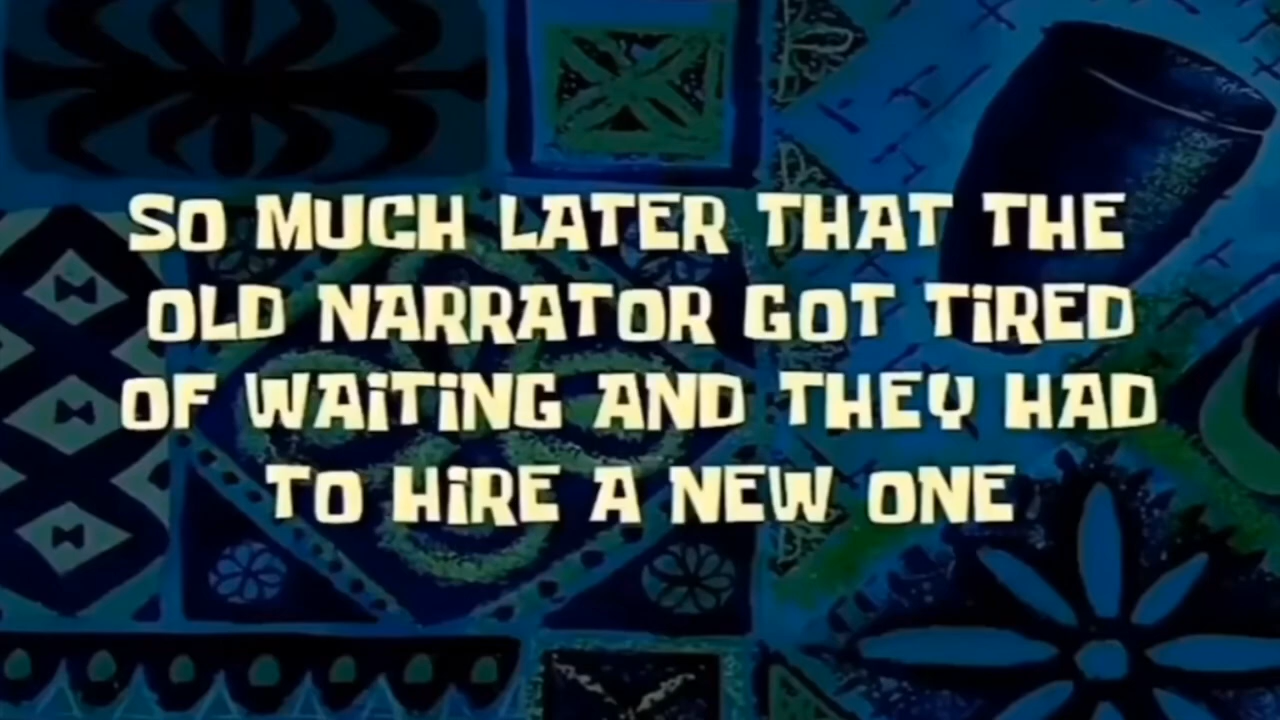 SO MUCH LATER THAT THE
OLD NARRATOR GOT TiRED
OF WAiTiNG AND THEY HAD
TO HiRE A NEW ONE